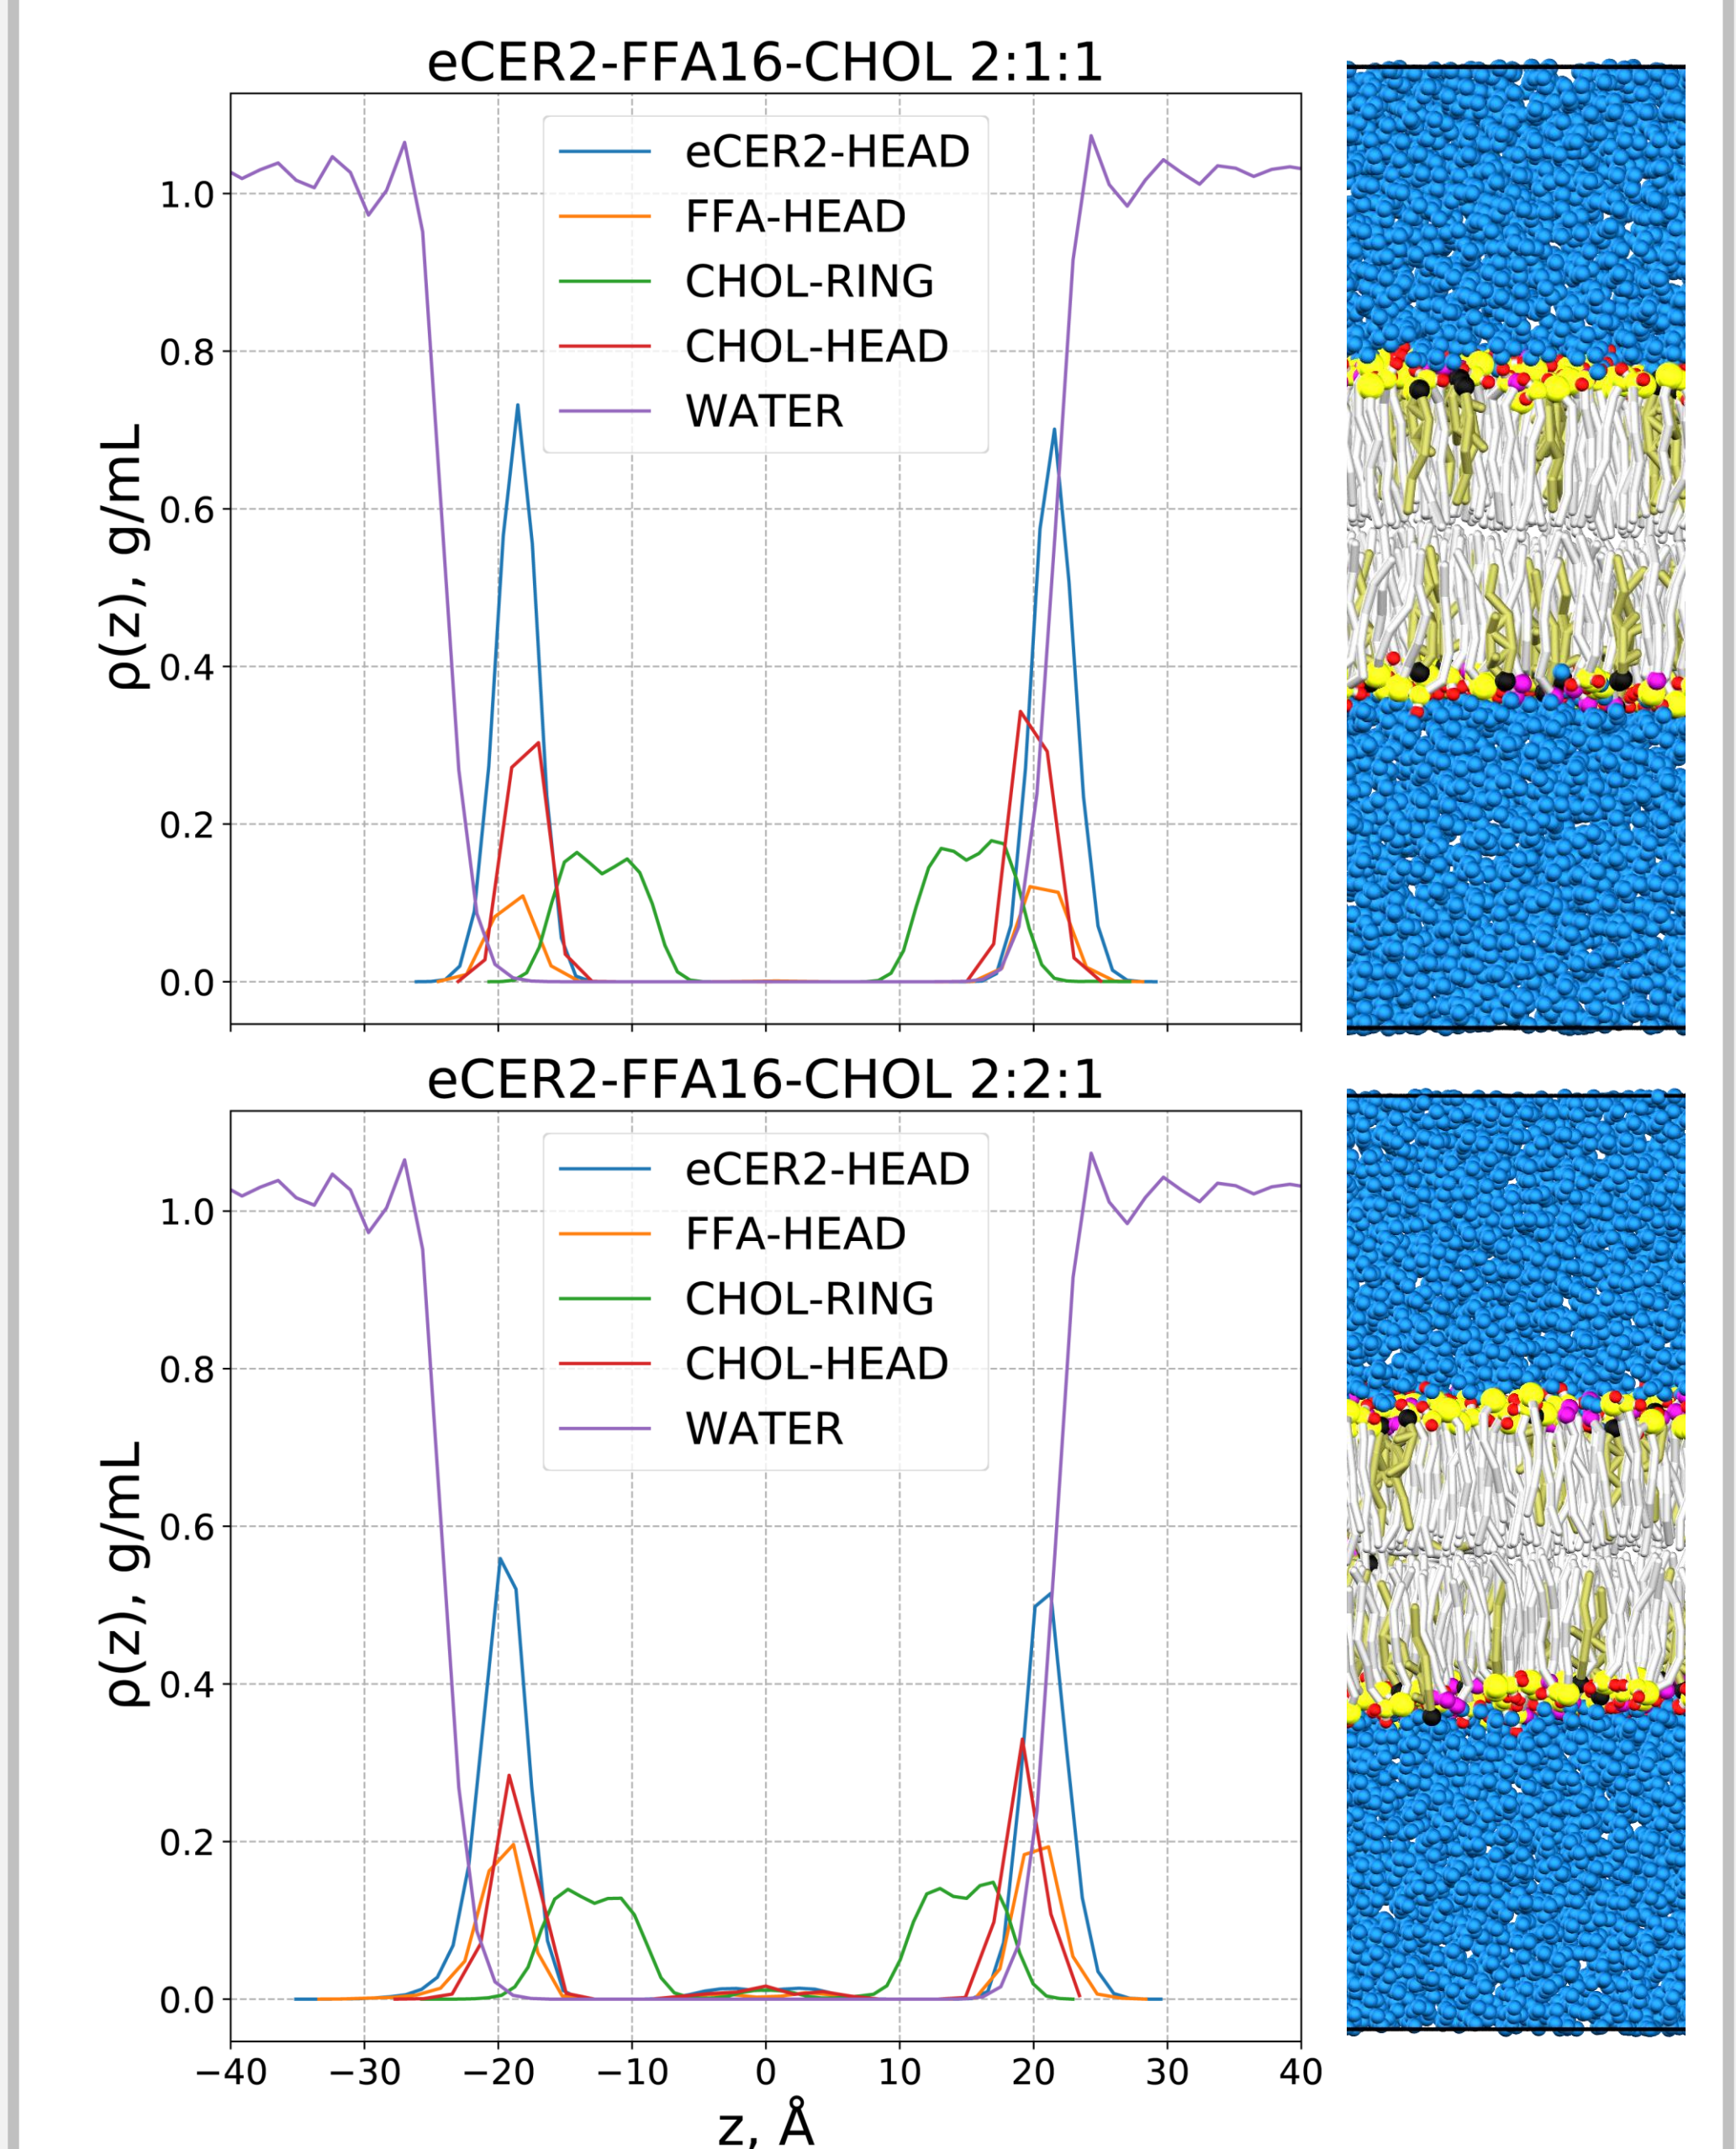 eCER2-FFA16-CHOL 2:1:1
eCER2-HEAD
FFA-HEAD
CHOL-RING
CHOL-HEAD
WATER
1.0
0.8
0.6
0.4
0.2
0.0
ρ(z), g/mL
eCER2-FFA16-CHOL 2:2:1
eCER2-HEAD
FFA-HEAD
CHOL-RING
CHOL-HEAD
WATER
1.0
0.8
0.6
0.4
0.2
0.0
ρ(z), g/mL
−40 −30 −20 −10 0 10 20 30 40
z, Å